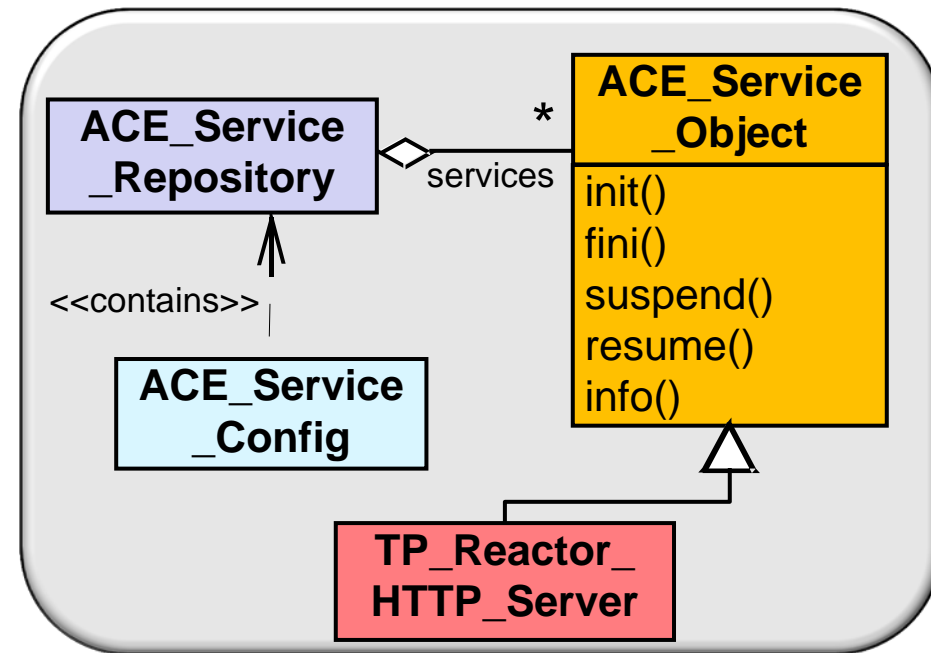 ACE_Service
_Repository
*
services
ACE_Service
_Object
init()
fini()
suspend()
resume()
info()
<<contains>>
ACE_Service
_Config
TP_Reactor_
HTTP_Server